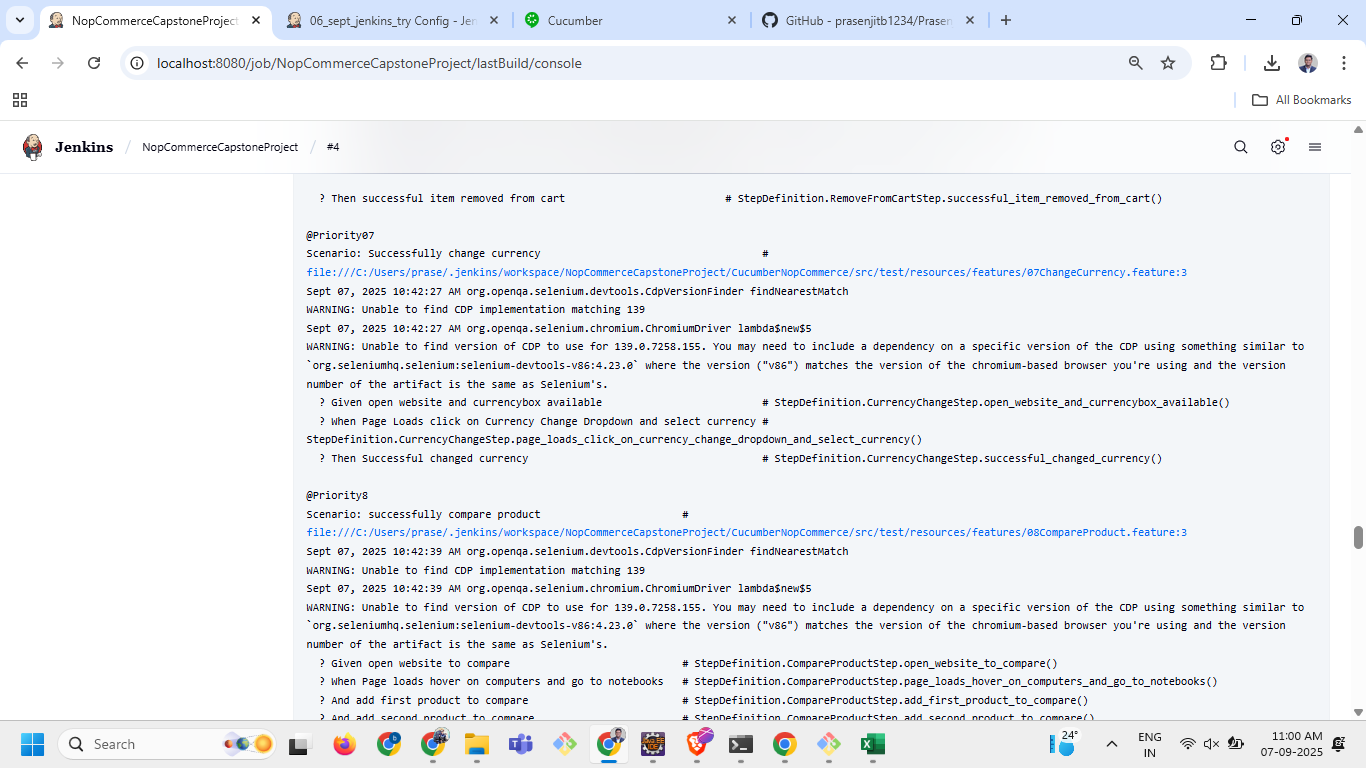 NopCommerceCapstoneProject
06_sept_jenkins_try Config - Jen
Cucumber
GitHub - prasenjitb1234/Prasen
localhost:8080/job/NopCommerceCapstoneProject/lastBuild/console
All Bookmarks
Jenkins / NopCommerceCapstoneProject / #4
? Then successful item removed from cart # StepDefinition.RemoveFromCartStep.successful_item_removed_from_cart()
@Priority07
Scenario: Successfully change currency #
file:///C:/Users/prase/.jenkins/workspace/NopCommerceCapstoneProject/CucumberNopCommerce/src/test/resources/features/07ChangeCurrency.feature:3
Sept 07, 2025 10:42:27 AM org.openqa.selenium.devtools.CdpVersionFinder findNearestMatch
WARNING: Unable to find CDP implementation matching 139
Sept 07, 2025 10:42:27 AM org.openqa.selenium.chromium.ChromiumDriver lambda$new$5
WARNING: Unable to find version of CDP to use for 139.0.7258.155. You may need to include a dependency on a specific version of the CDP using something similar to
`org.seleniumhq.selenium:selenium-devtools-v86:4.23.0` where the version ("v86") matches the version of the chromium-based browser you're using and the version
number of the artifact is the same as Selenium's.
? Given open website and currencybox available # StepDefinition.CurrencyChangeStep.open_website_and_currencybox_available()
? When Page Loads click on Currency Change Dropdown and select currency #
StepDefinition.CurrencyChangeStep.page_loads_click_on_currency_change_dropdown_and_select_currency()
? Then Successful changed currency # StepDefinition.CurrencyChangeStep.successful_changed_currency()
@Priority8
Scenario: successfully compare product #
file:///C:/Users/prase/.jenkins/workspace/NopCommerceCapstoneProject/CucumberNopCommerce/src/test/resources/features/08CompareProduct.feature:3
Sept 07, 2025 10:42:39 AM org.openqa.selenium.devtools.CdpVersionFinder findNearestMatch
WARNING: Unable to find CDP implementation matching 139
Sept 07, 2025 10:42:39 AM org.openqa.selenium.chromium.ChromiumDriver lambda$new$5
WARNING: Unable to find version of CDP to use for 139.0.7258.155. You may need to include a dependency on a specific version of the CDP using something similar to
`org.seleniumhq.selenium:selenium-devtools-v86:4.23.0` where the version ("v86") matches the version of the chromium-based browser you're using and the version
number of the artifact is the same as Selenium's.
? Given open website to compare # StepDefinition.CompareProductStep.open_website_to_compare()
? When Page loads hover on computers and go to notebooks # StepDefinition.CompareProductStep.page_loads_hover_on_computers_and_go_to_notebooks()
? And add first product to compare # StepDefinition.CompareProductStep.add_first_product_to_compare()
? And add second product to compare # StepDefinition.CompareProductStep.add_second_product_to_compare()
Search
24°
ENG
IN
11:00 AM
07-09-2025